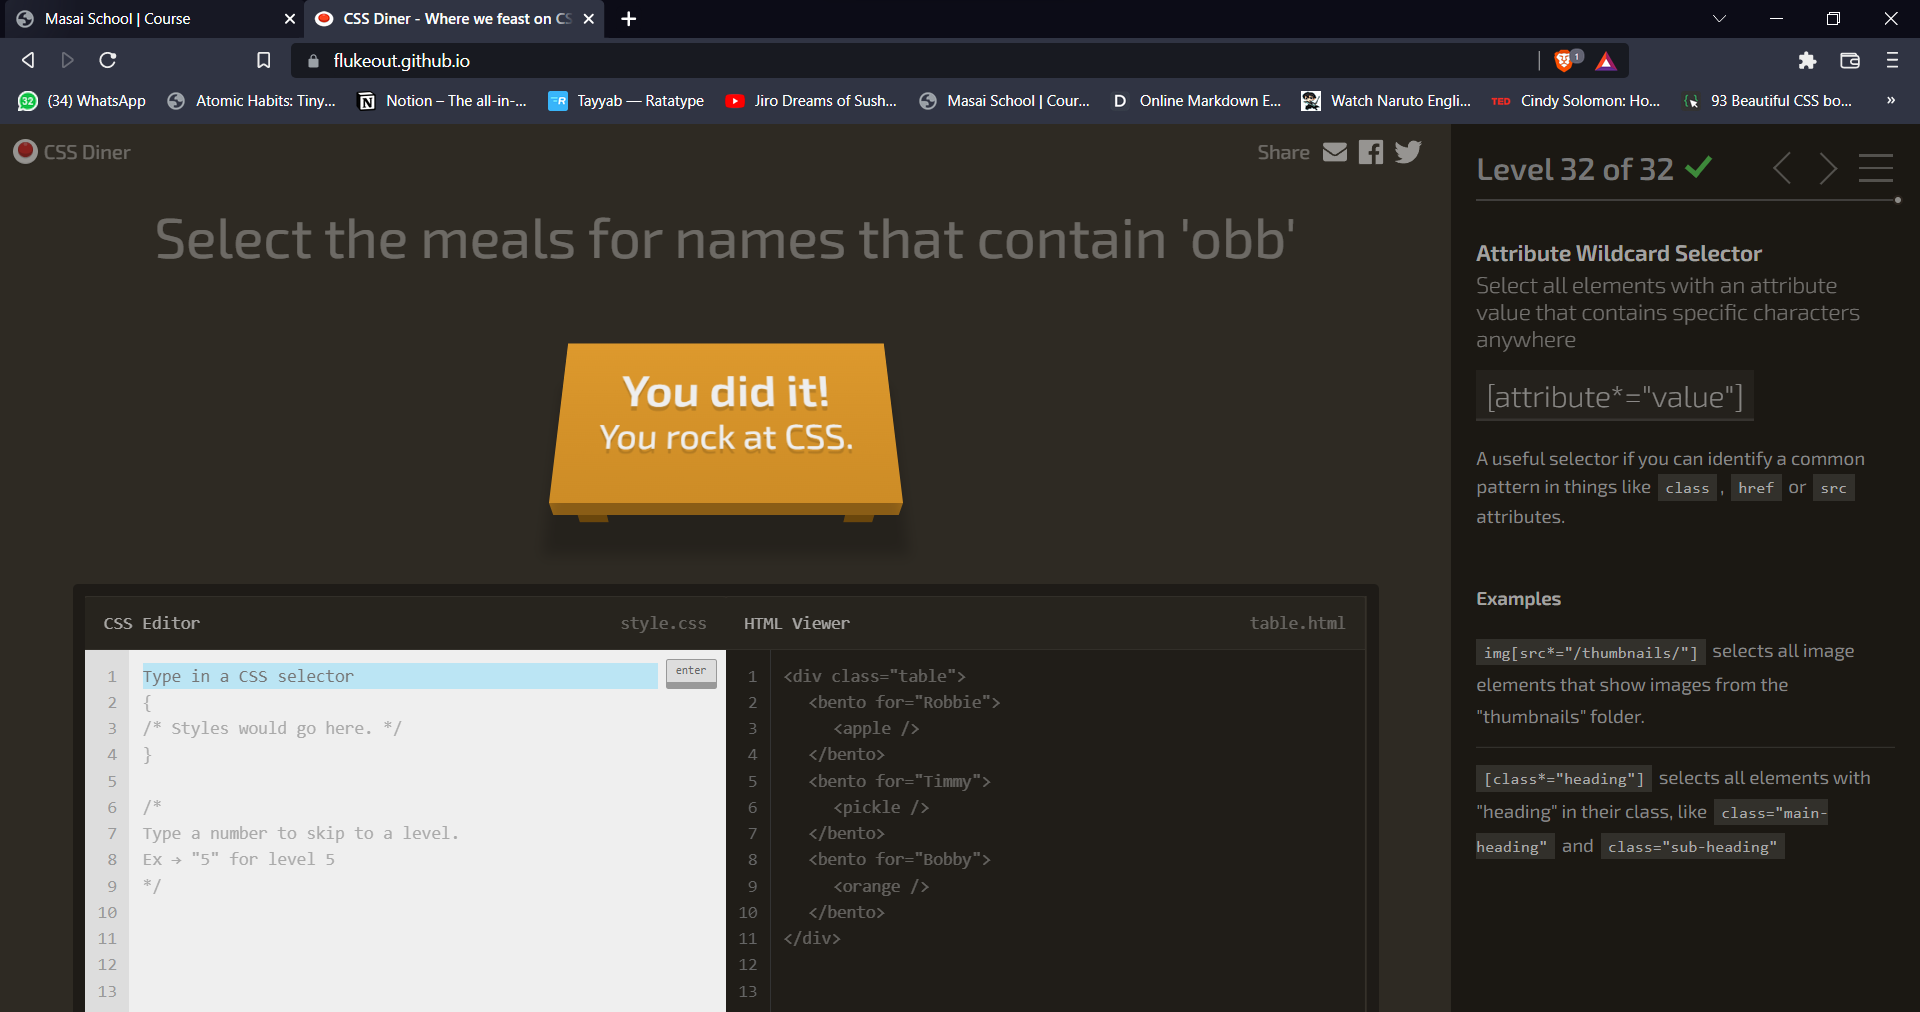 Masai School | Course
CSS Diner - Where we feast on CS
flukeout.github.io
1
32
(34) WhatsApp
Atomic Habits: Tiny...
Notion – The all-in-...
Tayyab — Ratatype
Jiro Dreams of Sush...
Masai School | Cour...
Online Markdown E...
Watch Naruto Engli...
TED
Cindy Solomon: Ho...
93 Beautiful CSS bo...
»
CSS Diner
Share
Select the meals for names that contain 'obb'
You did it!
You rock at CSS.
CSS Editor
style.css
1 Type in a CSS selector
enter
2 {
3 /* Styles would go here. */
4 }
5
6 /*
7 Type a number to skip to a level.
8 Ex → "5" for level 5
9 */
10
11
12
13
HTML Viewer
table.html
1 <div class="table">
2 <bento for="Robbie">
3 <apple />
4 </bento>
5 <bento for="Timmy">
6 <pickle />
7 </bento>
8 <bento for="Bobby">
9 <orange />
10 </bento>
11 </div>
12
13
Level 32 of 32
Attribute Wildcard Selector
Select all elements with an attribute
value that contains specific characters
anywhere
[attribute*="value"]
A useful selector if you can identify a common
pattern in things like class , href or src
attributes.
Examples
img[src*="/thumbnails/"] selects all image
elements that show images from the
"thumbnails" folder.
[class*="heading"] selects all elements with
"heading" in their class, like class="main-
heading" and class="sub-heading"